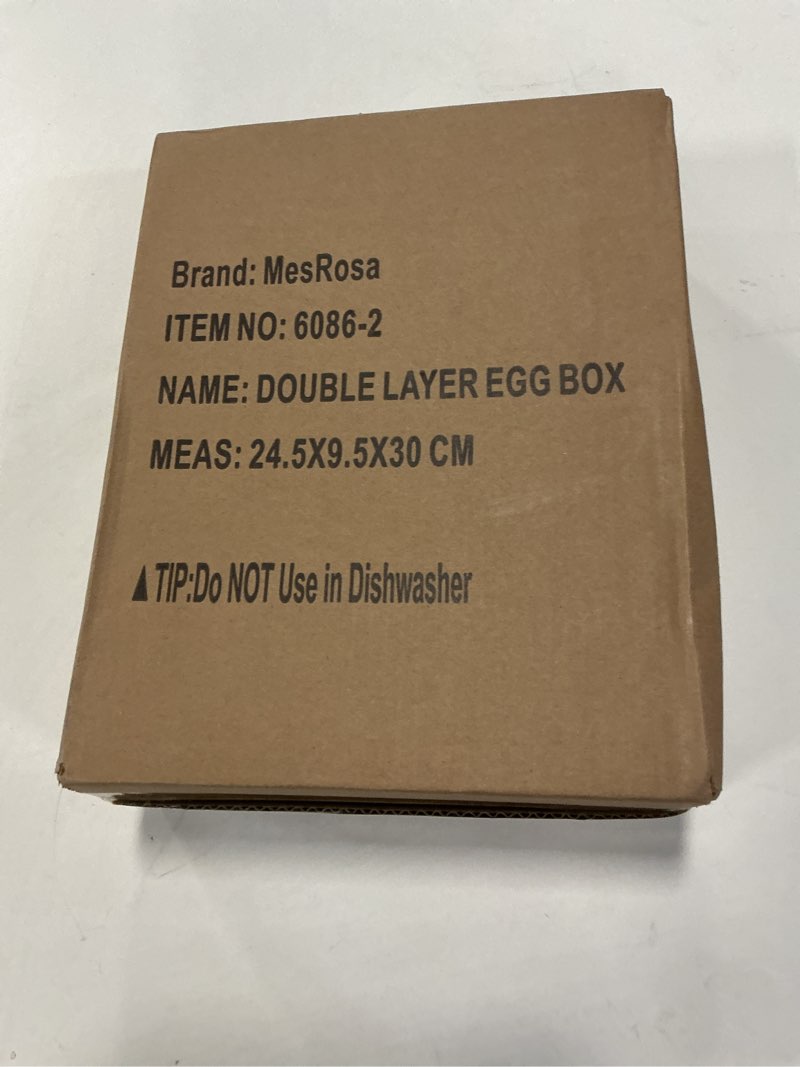 Brand: MesRosa
ITEM NO: 6086-2
NAME: DOUBLE LAYER EGG BOX
MEAS: 24.5X9.5X30 CM
▲TIP:Do NOT Use in Dishwasher